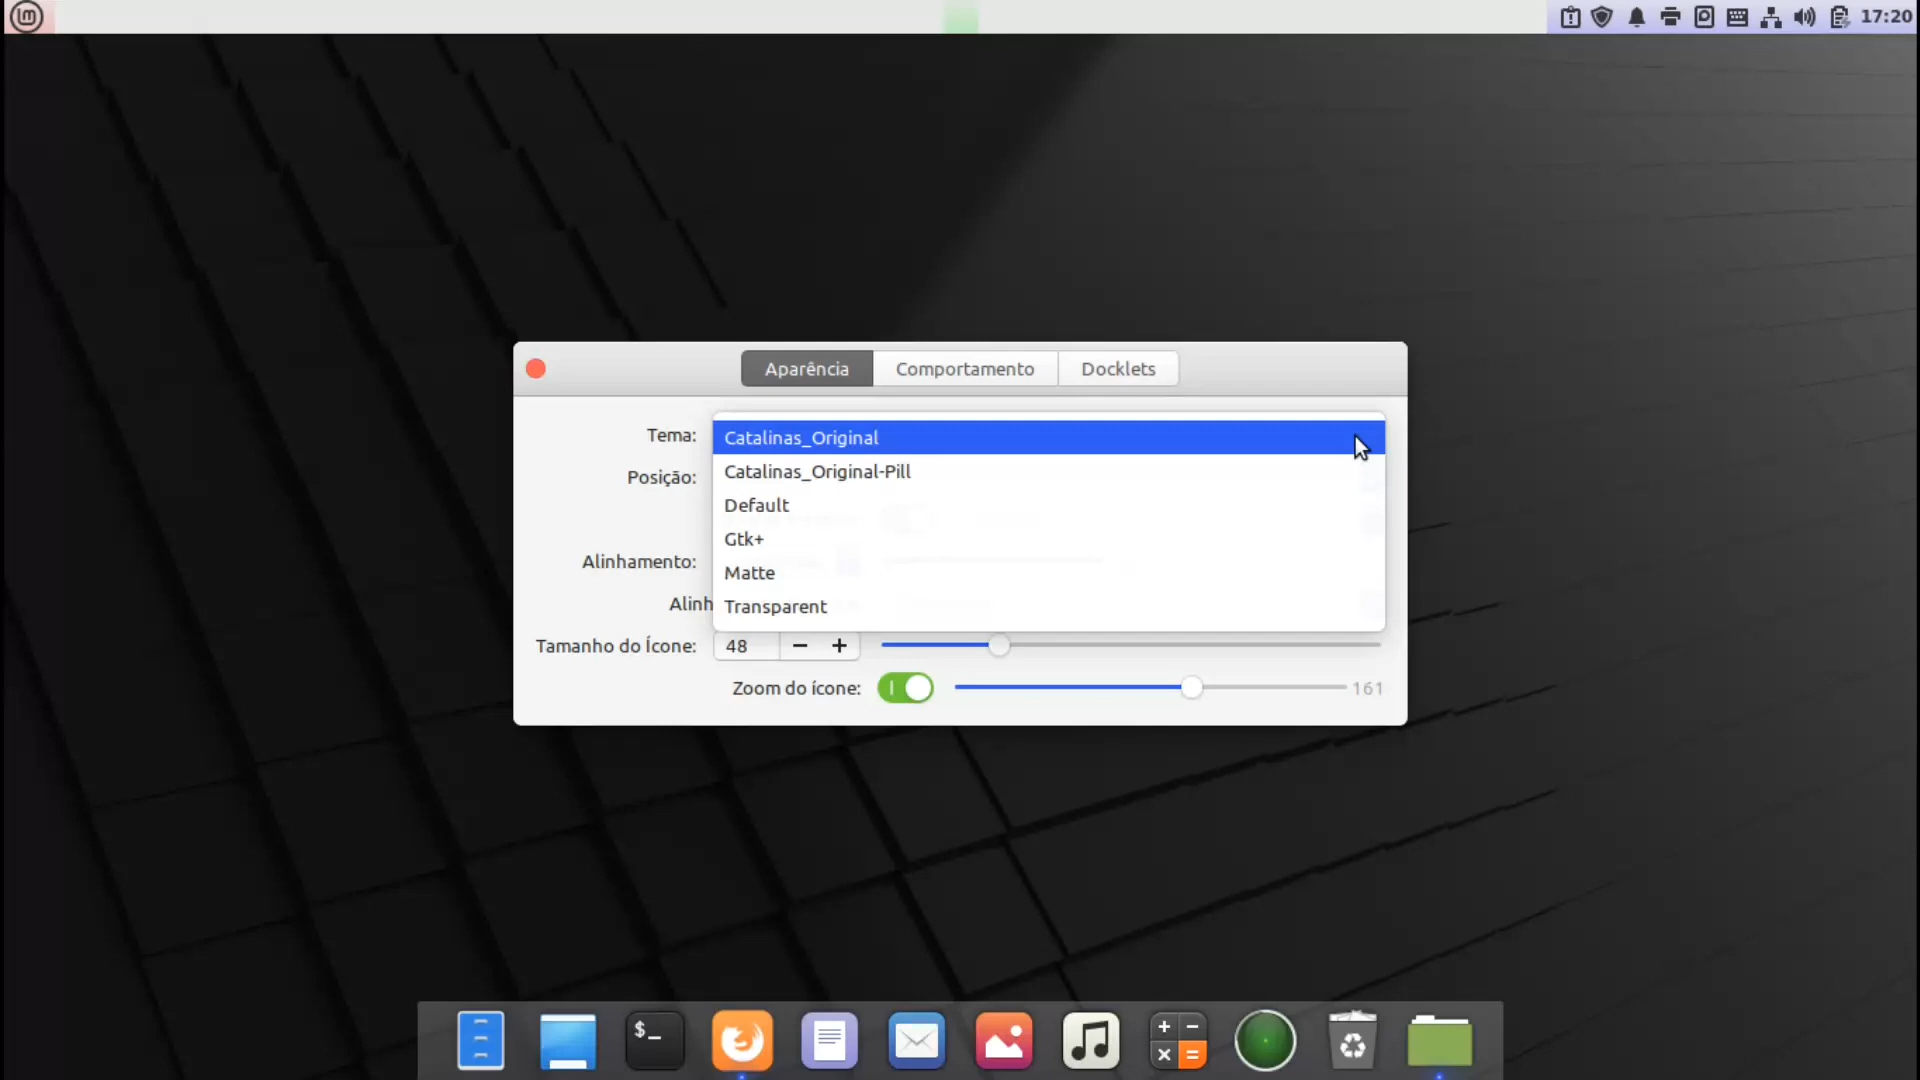 17:20
Aparência Comportamento Docklets
Tema: Catalinas_Original
Catalinas_Original-Pill
Posição:
Default
Gtk+
Alinhamento:
Matte
Alinh Transparent
Tamanho do Ícone: 48 − +
Zoom do ícone: 161
$_